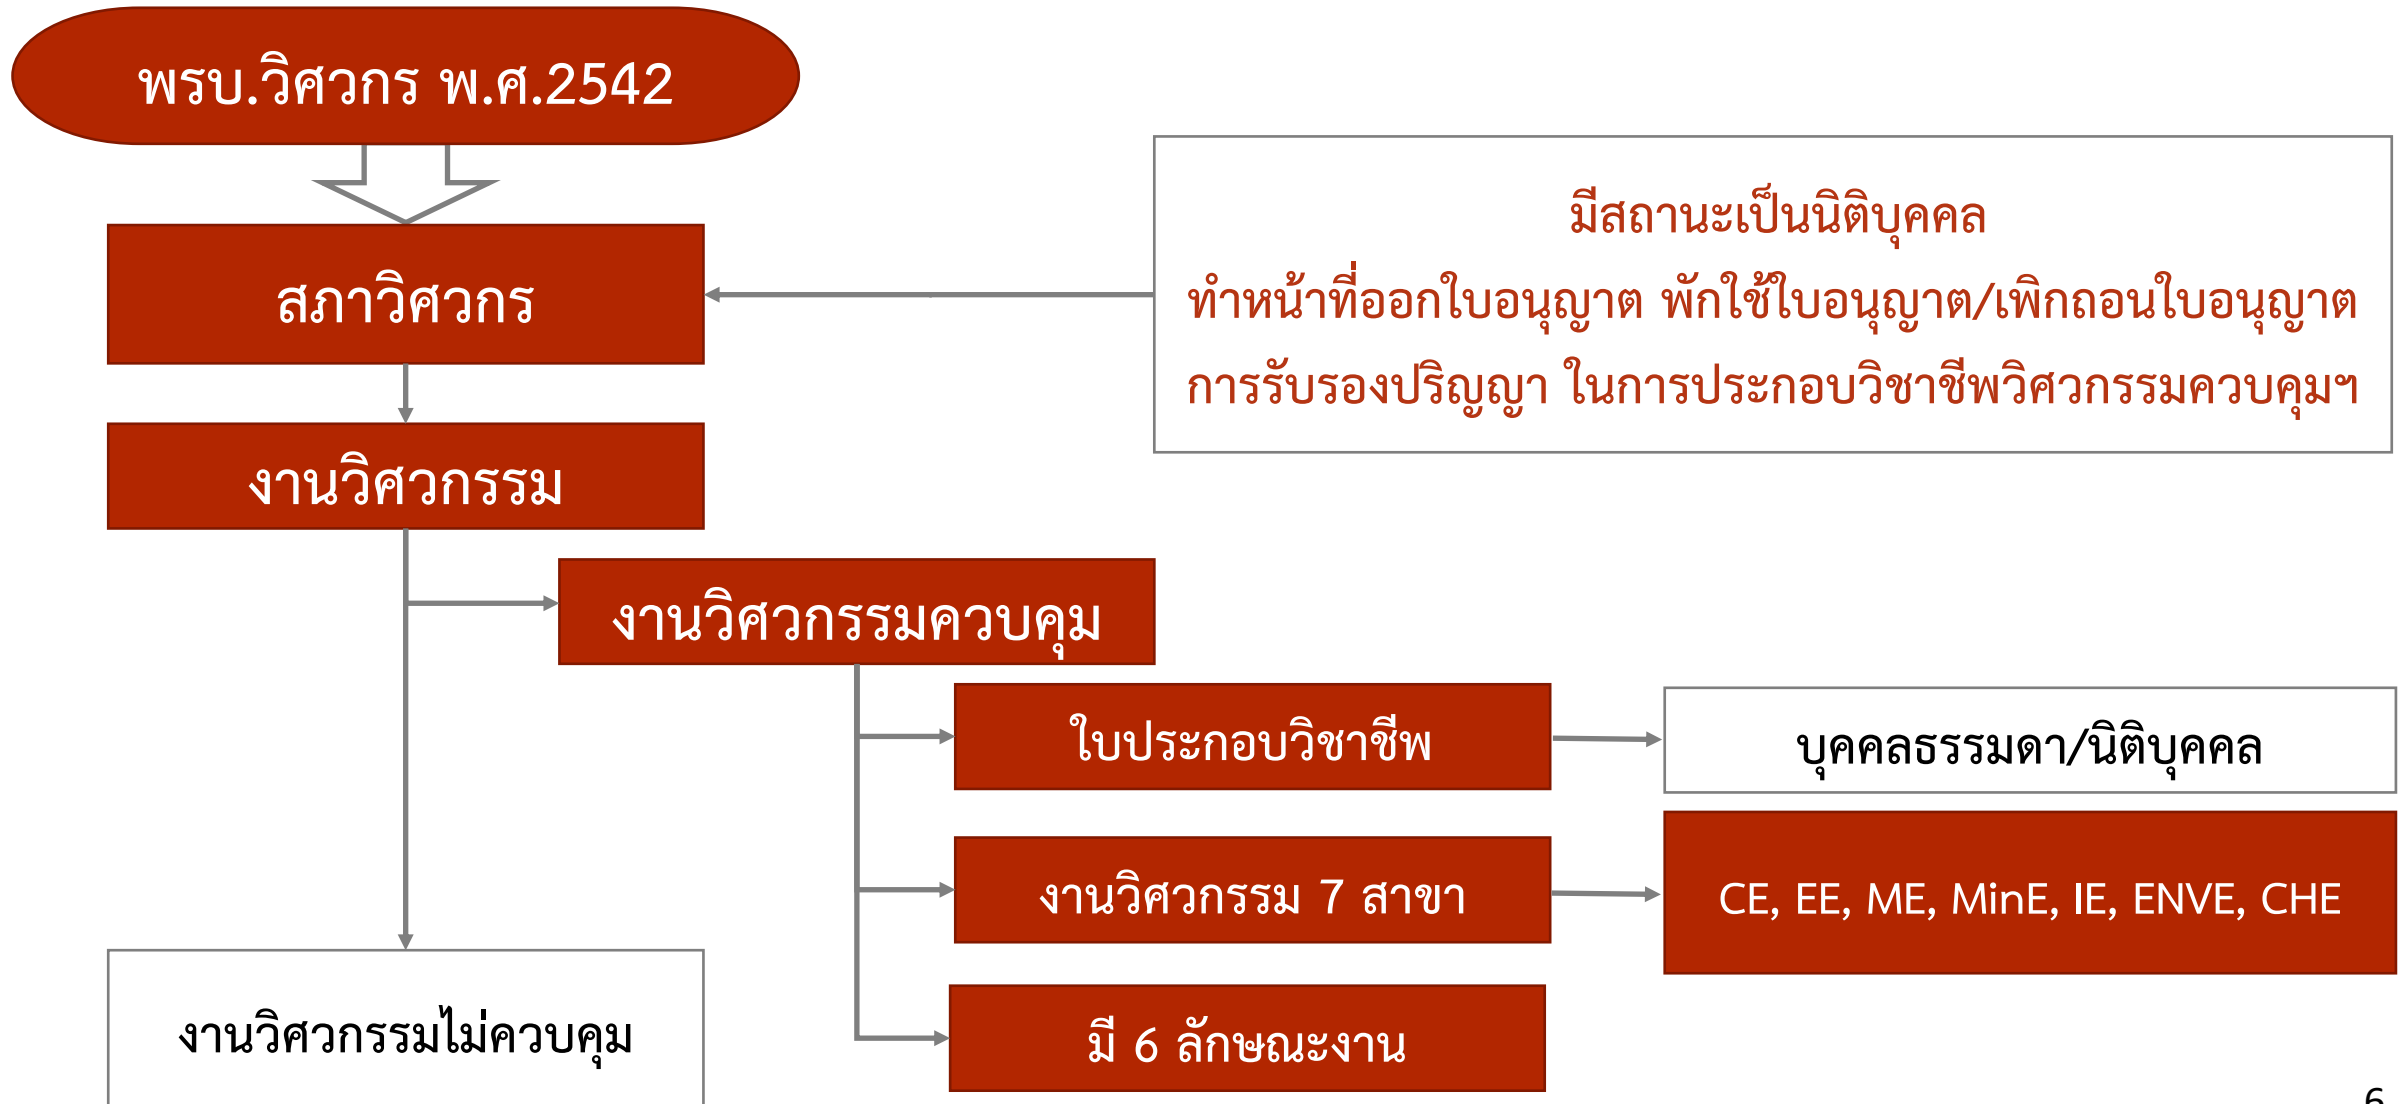 พรบ.วิศวกร พ.ศ.2542
สภาวิศวกร
มีสถานะเป็นนิติบุคคล
ทำหน้าที่ออกใบอนุญาต พักใช้ใบอนุญาต/เพิกถอนใบอนุญาต
การรับรองปริญญา ในการประกอบวิชาชีพวิศวกรรมควบคุมฯ
งานวิศวกรรม
งานวิศวกรรมควบคุม
ใบประกอบวิชาชีพ
บุคคลธรรมดา/นิติบุคคล
งานวิศวกรรม 7 สาขา
CE, EE, ME, MinE, IE, ENVE, CHE
มี 6 ลักษณะงาน
งานวิศวกรรมไม่ควบคุม
6